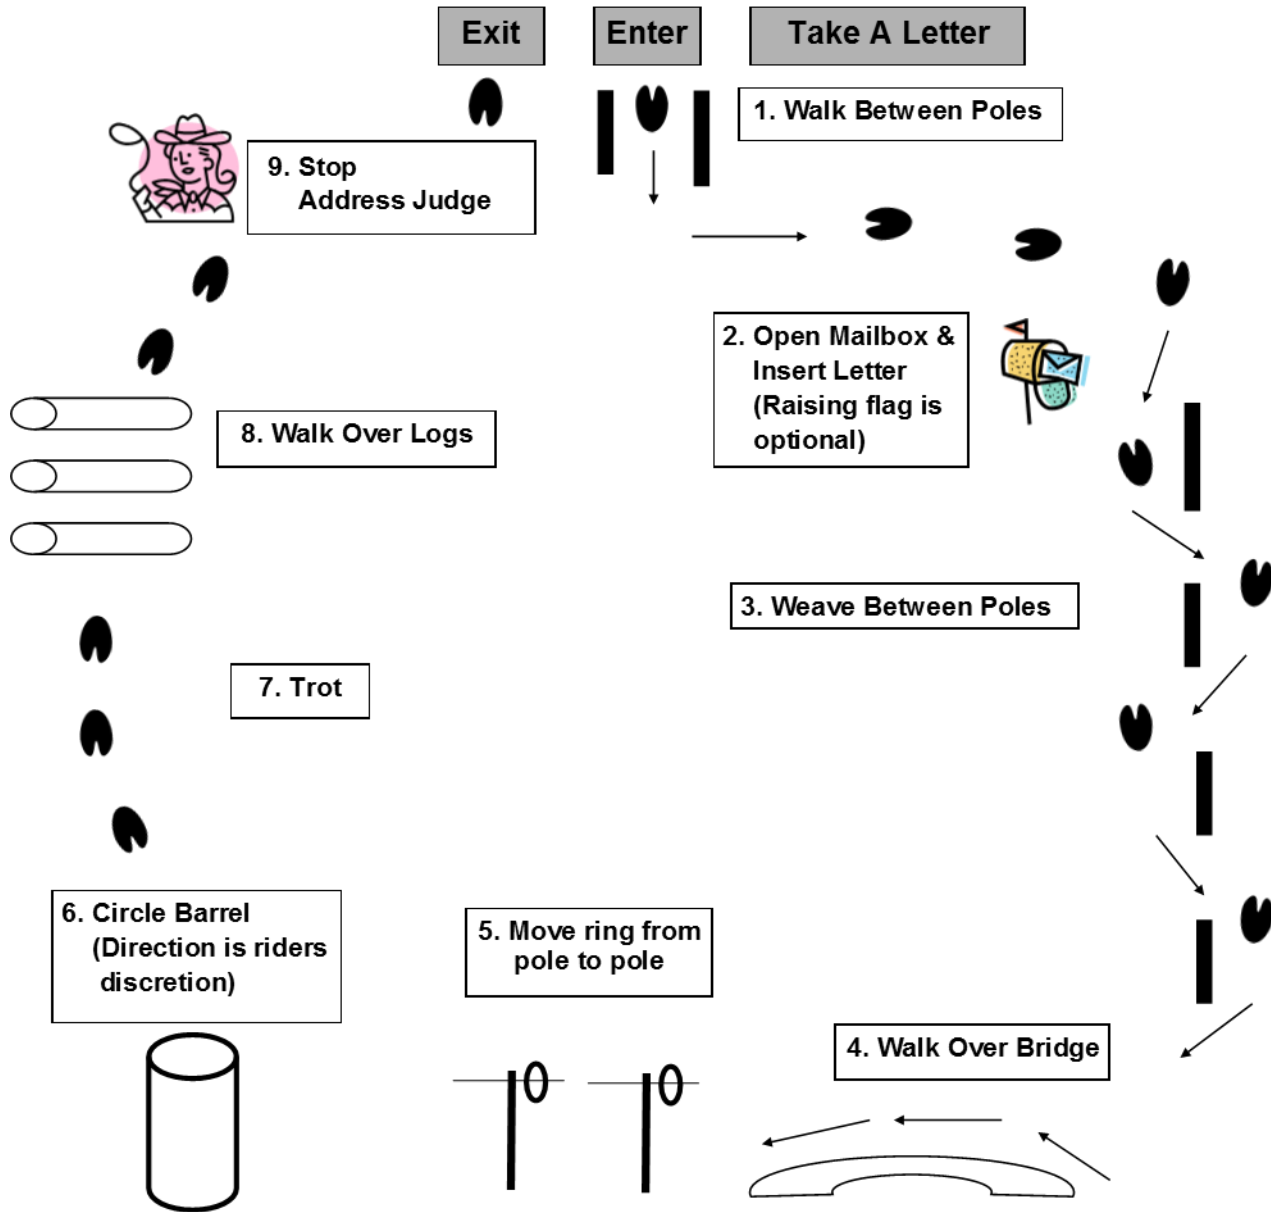 Exit
Enter
Take A Letter
1. Walk Between Poles
9. Stop
Address Judge
2. Open Mailbox &
Insert Letter
(Raising flag is
optional)
8. Walk Over Logs
3. Weave Between Poles
7. Trot
6. Circle Barrel
(Direction is riders
discretion)
5. Move ring from
pole to pole
4. Walk Over Bridge